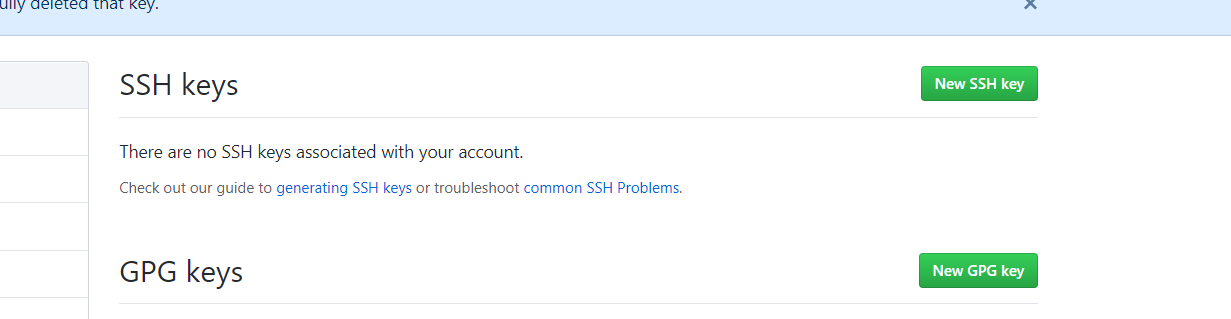 ully deleted that key.
SSH keys
New SSH key
There are no SSH keys associated with your account.
Check out our guide to generating SSH keys or troubleshoot common SSH Problems.
GPG keys
New GPG key